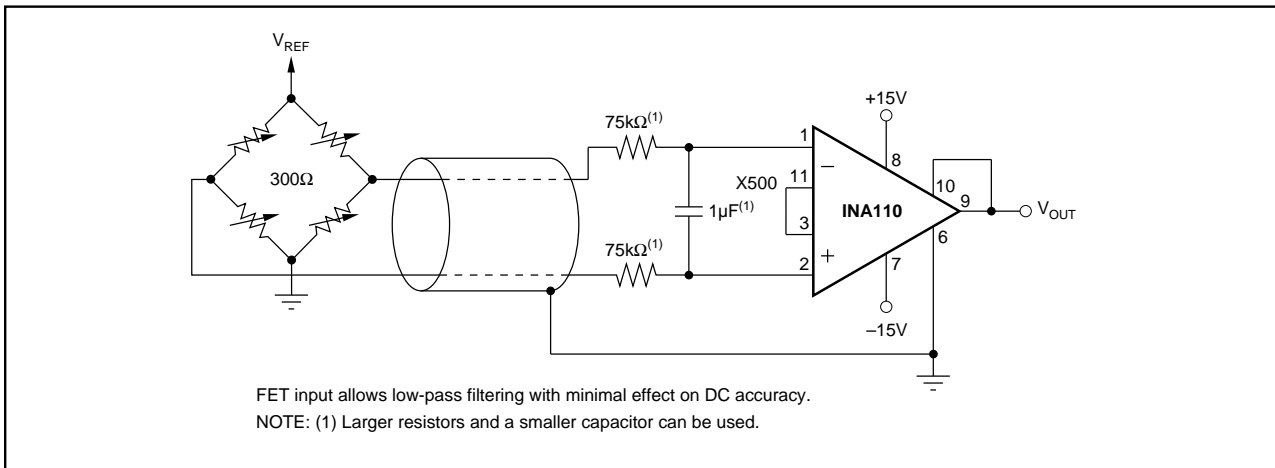 V_REF
300Ω
75kΩ(1)
75kΩ(1)
1µF(1)
+15V
1
8
11
X500
10
–
INA110
9
V_OUT
3
6
+
2
7
–15V
FET input allows low-pass filtering with minimal effect on DC accuracy.
NOTE: (1) Larger resistors and a smaller capacitor can be used.